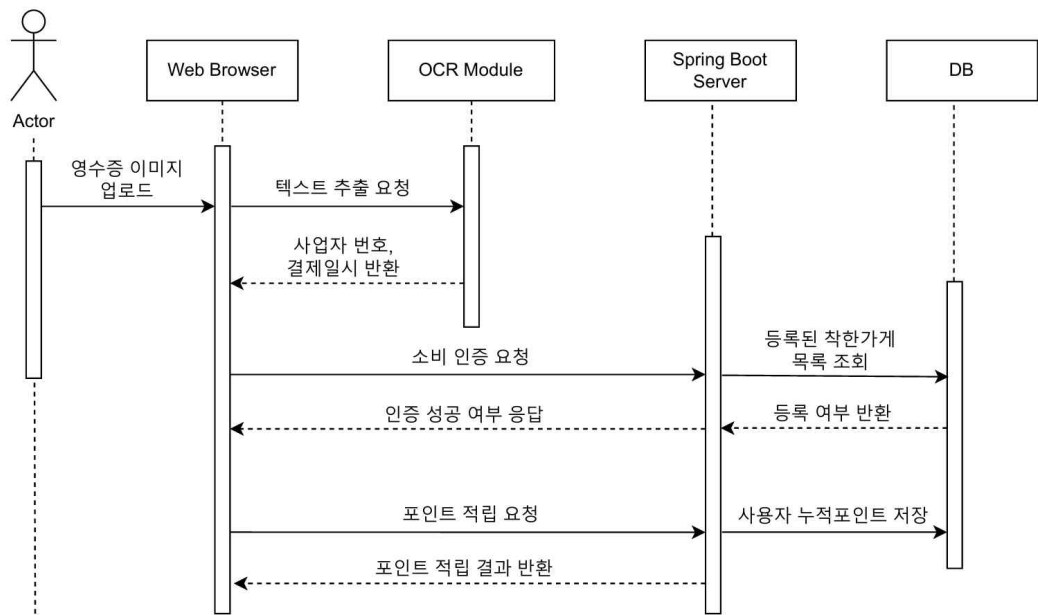 Web Browser
OCR Module
Spring Boot
Server
DB
Actor
영수증 이미지
업로드
텍스트 추출 요청
사업자 번호,
결제일시 반환
소비 인증 요청
등록된 착한가게
목록 조회
인증 성공 여부 응답
등록 여부 반환
포인트 적립 요청
사용자 누적포인트 저장
포인트 적립 결과 반환